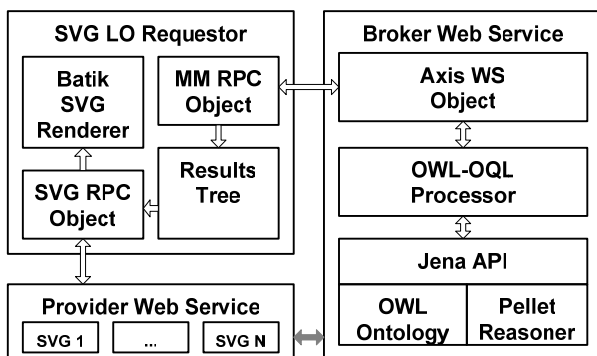 SVG LO Requestor
Batik
SVG
Renderer
MM RPC
Object
SVG RPC
Object
Results
Tree
Provider Web Service
SVG 1
...
SVG N
Broker Web Service
Axis WS
Object
OWL-OQL
Processor
Jena API
OWL
Ontology
Pellet
Reasoner